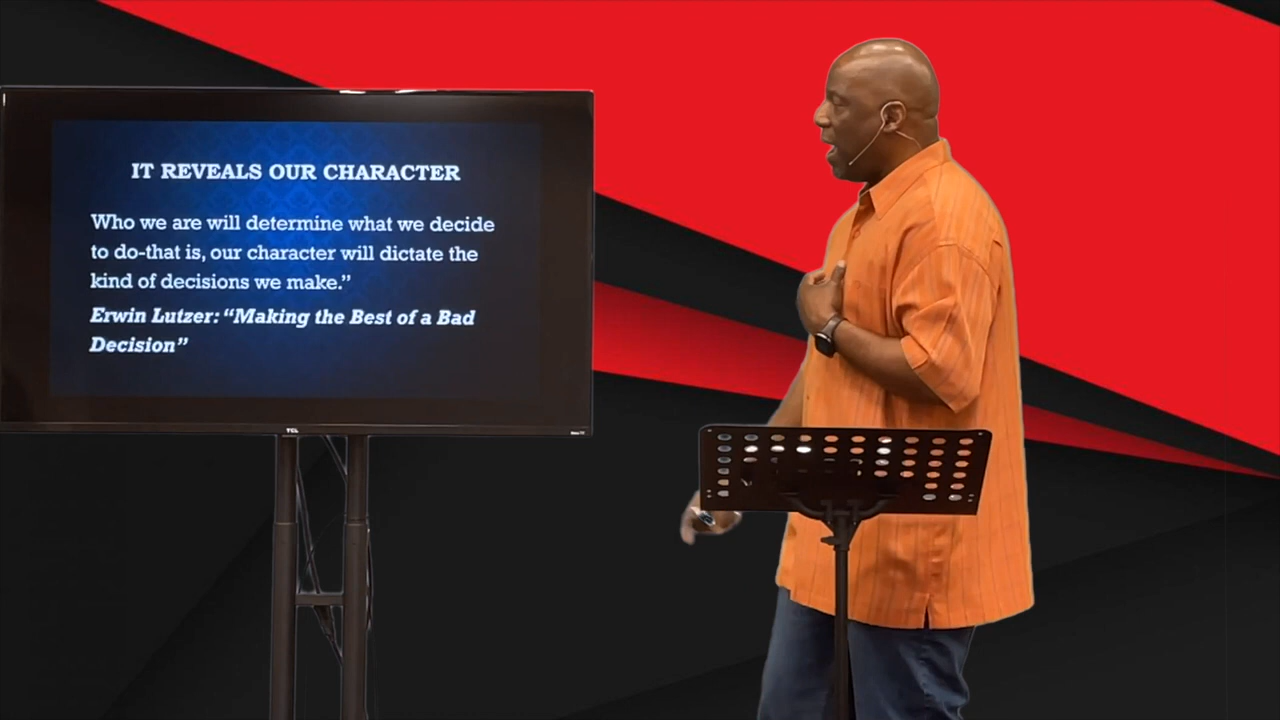 IT REVEALS OUR CHARACTER
Who we are will determine what we decide
to do-that is, our character will dictate the
kind of decisions we make.”
Erwin Lutzer: “Making the Best of a Bad
Decision”
TCL